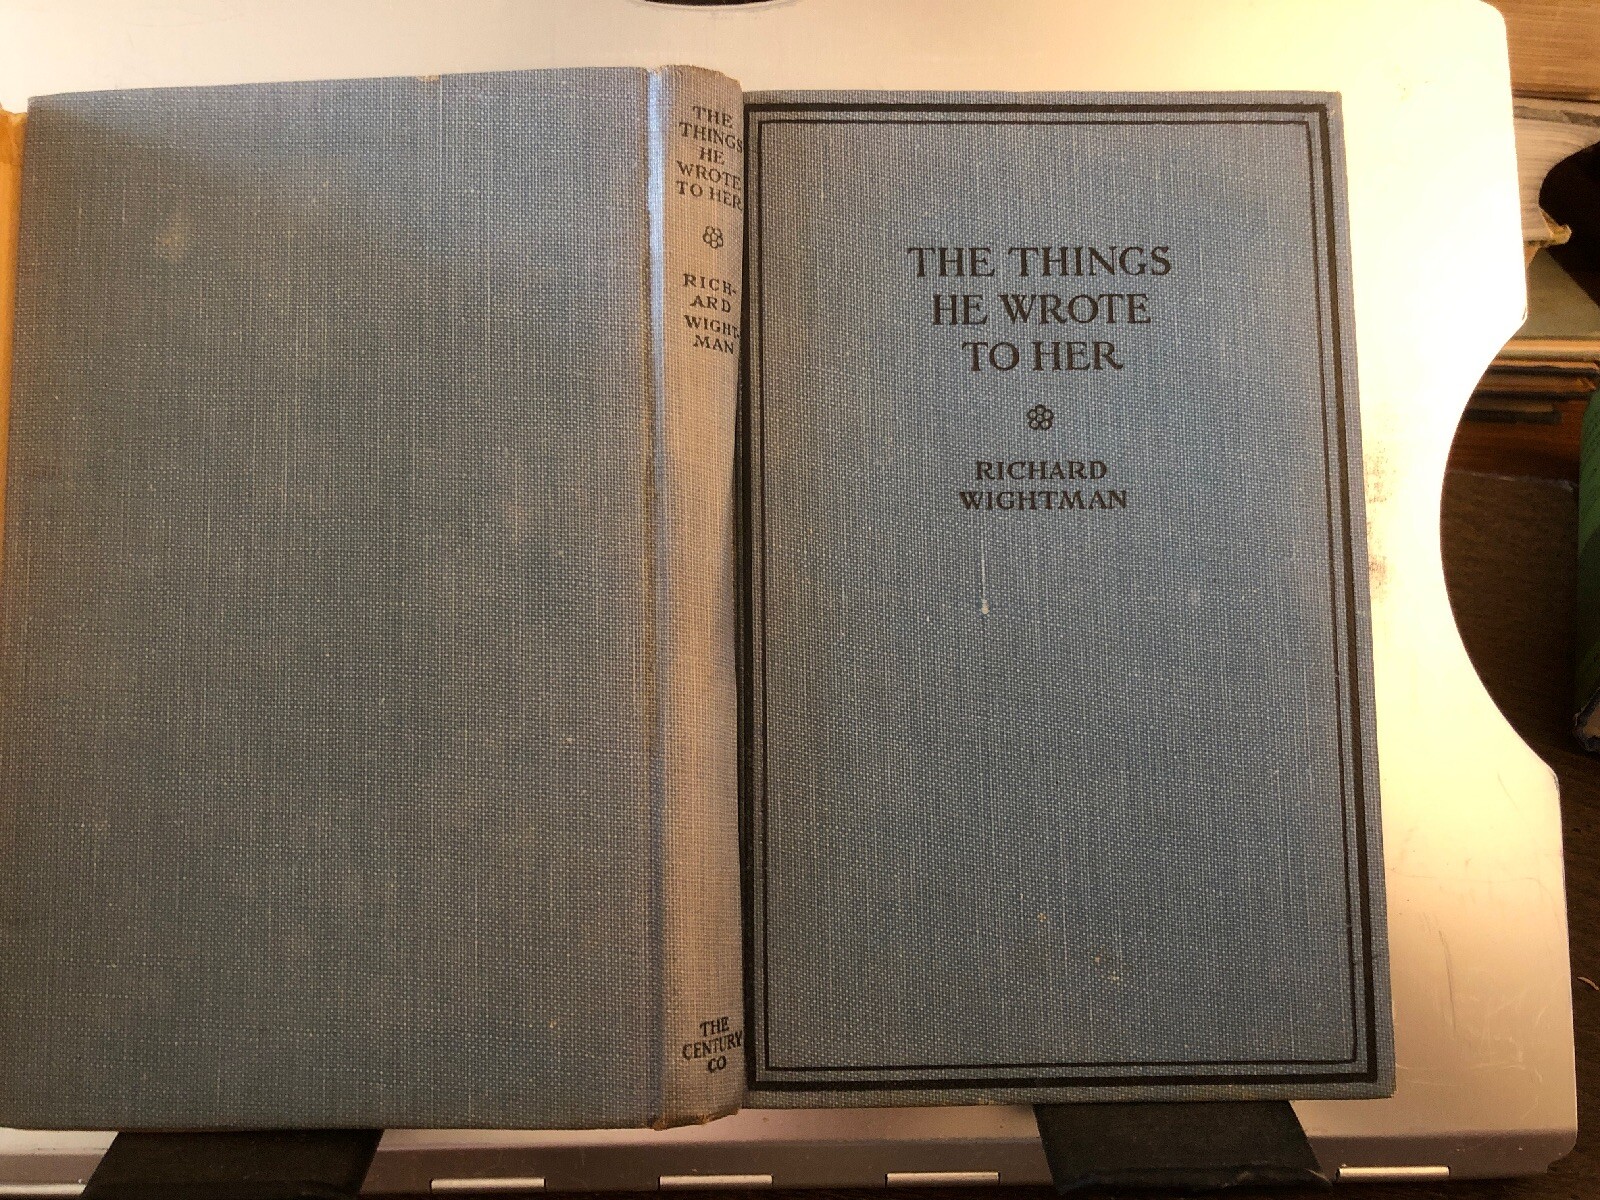 THE
THINGS
HE
WROTE
TO HER
RICH-
ARD
WIGHT-
MAN
THE
CENTURY
CO
THE THINGS
HE WROTE
TO HER
RICHARD
WIGHTMAN